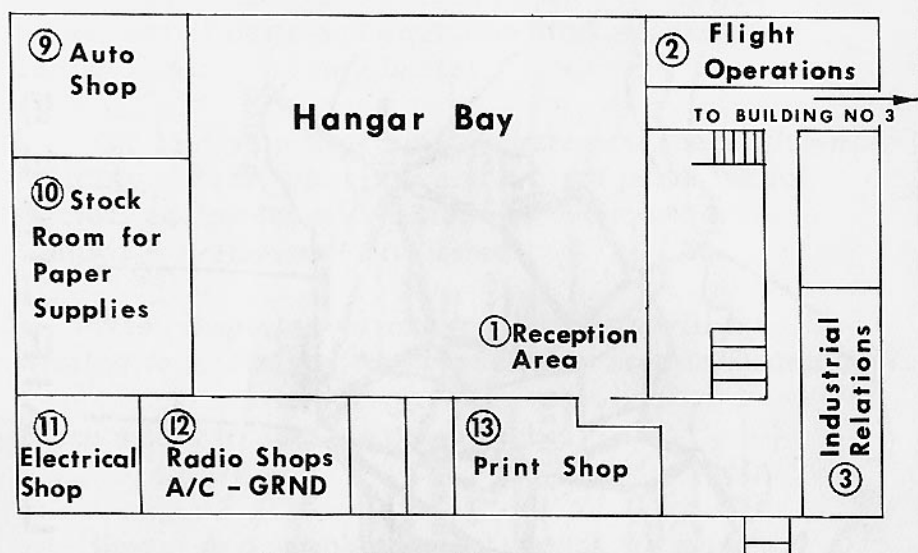 9 Auto
Shop
Hangar Bay
2 Flight
Operations
TO BUILDING NO 3
10 Stock
Room for
Paper
Supplies
1 Reception
Area
Industrial
Relations
3
11
Electrical
Shop
12
Radio Shops
A/C - GRND
13
Print Shop